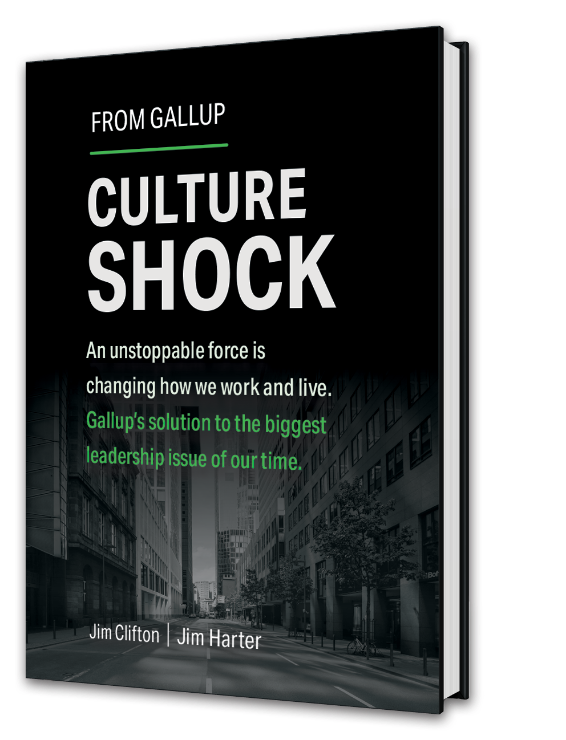 FROM GALLUP
CULTURE
SHOCK
An unstoppable force is
changing how we work and live.
Gallup's solution to the biggest
leadership issue of our time.
Jim Clifton | Jim Harter